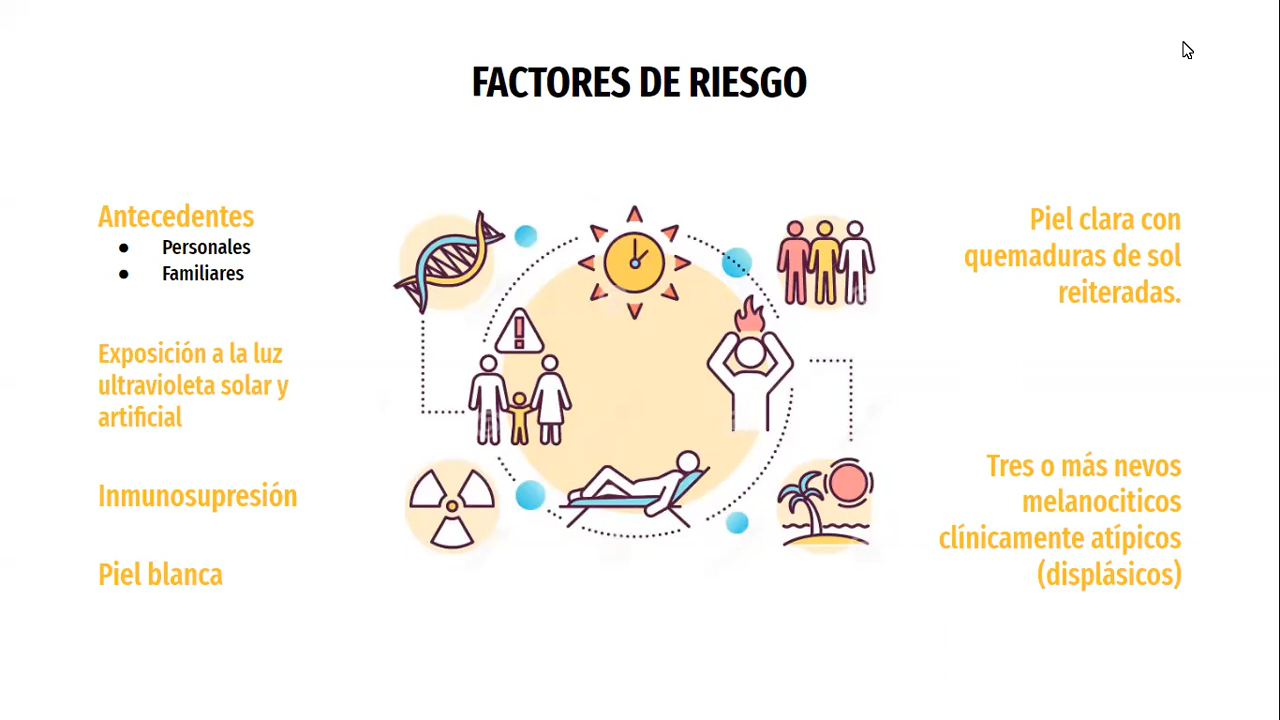 FACTORES DE RIESGO
Antecedentes
● Personales
● Familiares
Exposición a la luz
ultravioleta solar y
artificial
Inmunosupresión
Piel blanca
Piel clara con
quemaduras de sol
reiteradas.
Tres o más nevos
melanociticos
clínicamente atípicos
(displásicos)